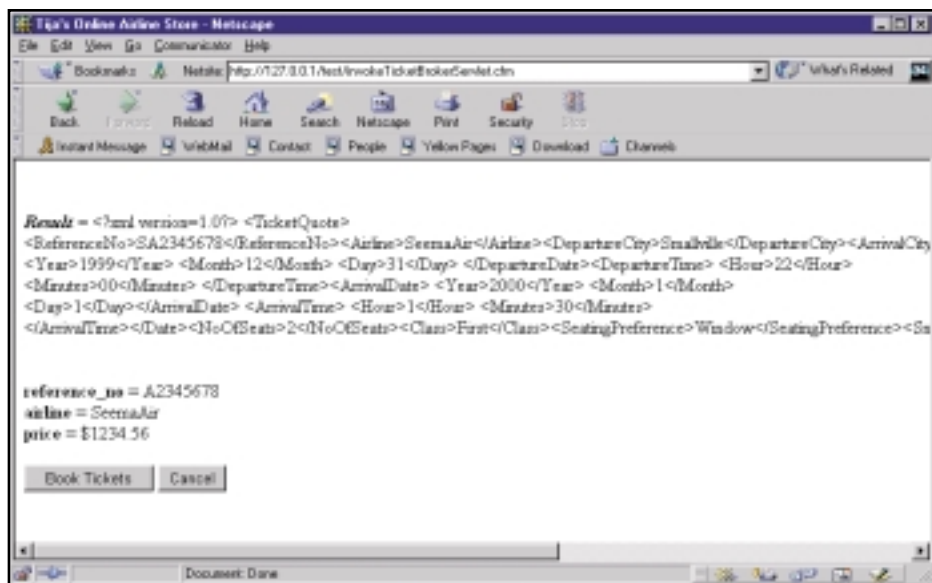 Tija's Online Airline Store - Netscape
File Edit View Go Communicator Help
Bookmarks Netsite: http://127.0.0.1/test/InvokeTicketBrokerServlet.cfm What's Related
Back Forward Reload Home Search Netscape Print Security Stop
Instant Message WebMail Contact People Yellow Pages Download Channels
Result = <?xml version=1.0?> <TicketQuote>
<ReferenceNo>SA2345678</ReferenceNo><Airline>SeemaAir</Airline><DepartureCity>Smallville</DepartureCity><ArrivalCity
<Year>1999</Year> <Month>12</Month> <Day>31</Day> </DepartureDate><DepartureTime> <Hour>22</Hour>
<Minutes>00</Minutes> </DepartureTime><ArrivalDate> <Year>2000</Year> <Month>1</Month>
<Day>1</Day></ArrivalDate> <ArrivalTime> <Hour>1</Hour> <Minutes>30</Minutes>
</ArrivalTime></Date><NoOfSeats>2</NoOfSeats><Class>First</Class><SeatingPreference>Window</SeatingPreference><Sm
reference_no = A2345678
airline = SeemaAir
price = $1234.56
Book Tickets Cancel
Document: Done